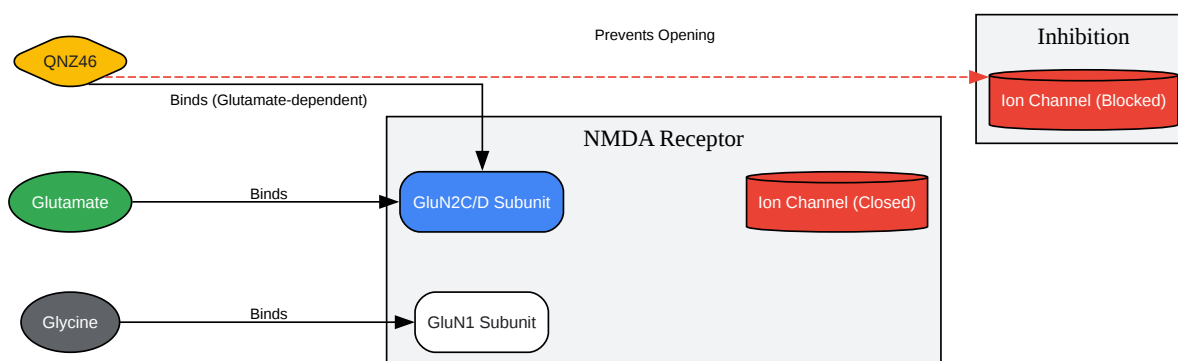 Prevents Opening
Inhibition
QNZ46
Ion Channel (Blocked)
Binds (Glutamate-dependent)
NMDA Receptor
Glutamate
Binds
GluN2C/D Subunit
Ion Channel (Closed)
Glycine
Binds
GluN1 Subunit